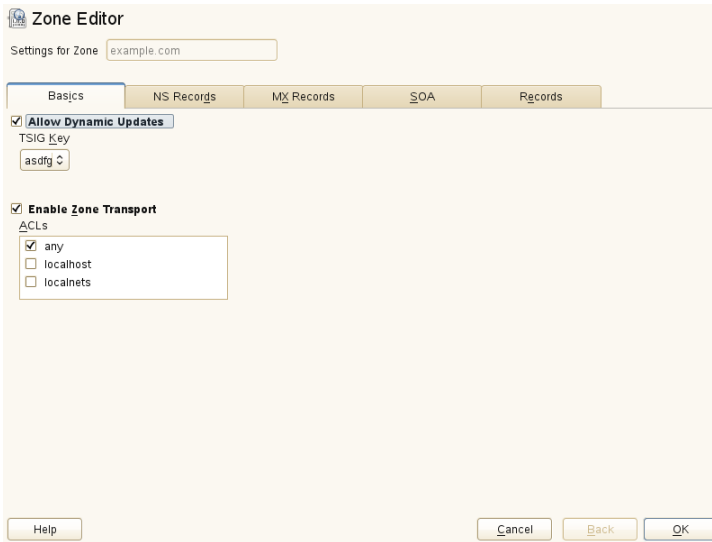 Zone Editor
Settings for Zone example.com
Basics NS Records MX Records SOA Records
Allow Dynamic Updates
TSIG Key
asdfg
Enable Zone Transport
ACLs
any
localhost
localnets
Help Cancel Back OK